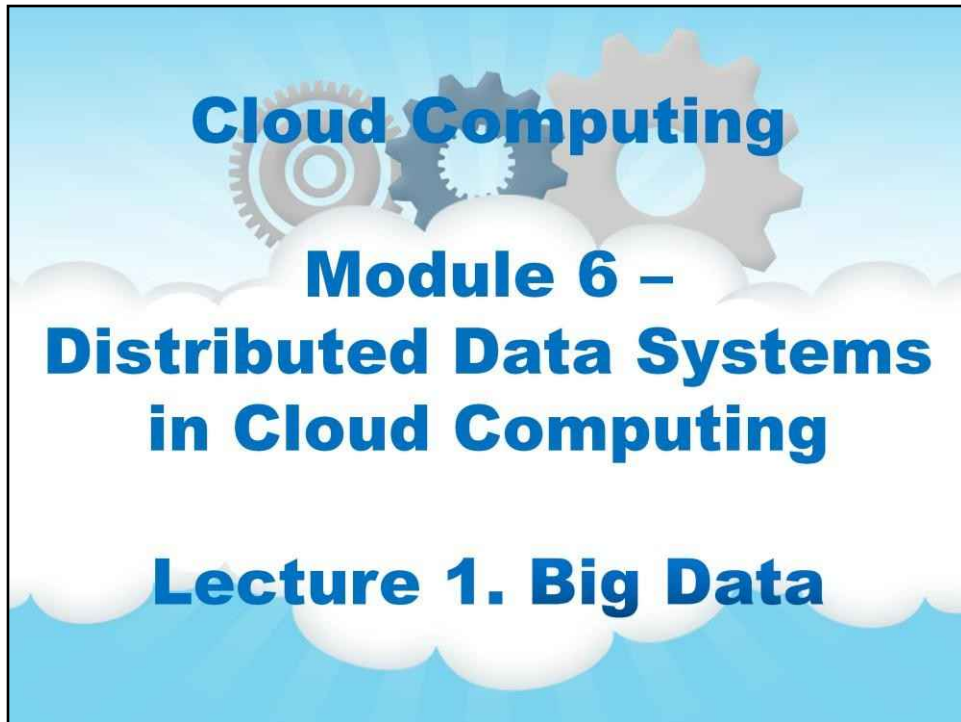 Cloud Computing
Module 6 –
Distributed Data Systems
in Cloud Computing
Lecture 1. Big Data